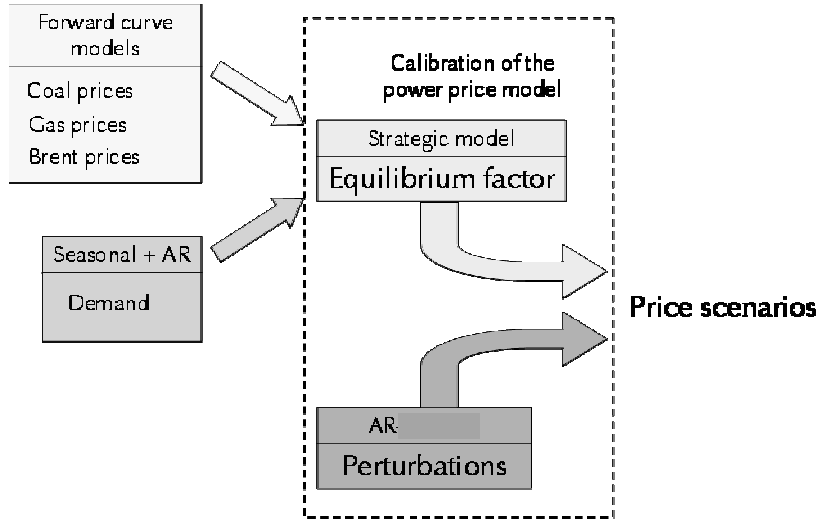 Forward curve
models
Coal prices
Gas prices
Brent prices
Seasonal + AR
Demand
Calibration of the
power price model
Strategic model
Equilibrium factor
AR-
Perturbations
Price scenarios